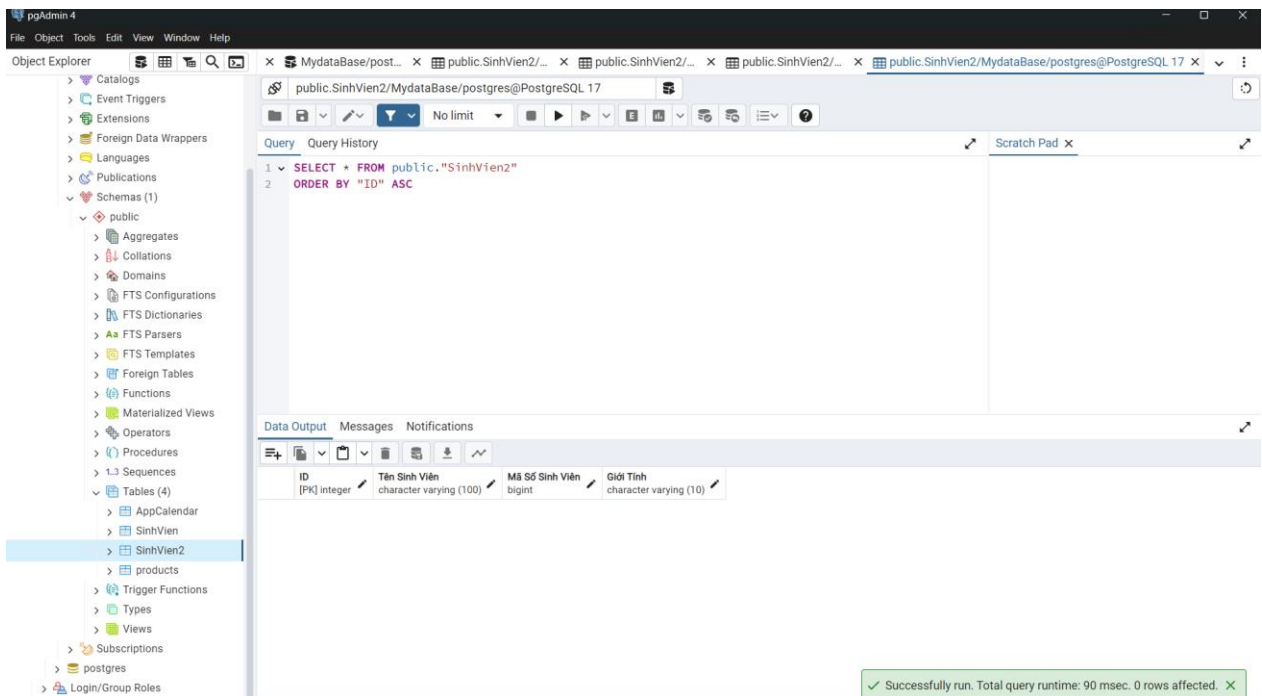 pgAdmin 4
File Object Tools Edit View Window Help
Object Explorer
MydataBase/post...
public.SinhVien2/...
public.SinhVien2/...
public.SinhVien2/...
public.SinhVien2/MydataBase/postgres@PostgreSQL 17
Catalogs
Event Triggers
Extensions
Foreign Data Wrappers
Languages
Publications
Schemas (1)
public
Aggregates
Collations
Domains
FTS Configurations
FTS Dictionaries
Aa FTS Parsers
FTS Templates
Foreign Tables
Functions
Materialized Views
Operators
Procedures
1..3 Sequences
Tables (4)
AppCalendar
SinhVien
SinhVien2
products
Trigger Functions
Types
Views
Subscriptions
postgres
Login/Group Roles
public.SinhVien2/MydataBase/postgres@PostgreSQL 17
No limit
E
Query Query History
Scratch Pad
1 SELECT * FROM public."SinhVien2"
2 ORDER BY "ID" ASC
Data Output Messages Notifications
ID
[PK] integer
Tên Sinh Viên
character varying (100)
Mã Số Sinh Viên
bigint
Giới Tính
character varying (10)
Successfully run. Total query runtime: 90 msec. 0 rows affected.